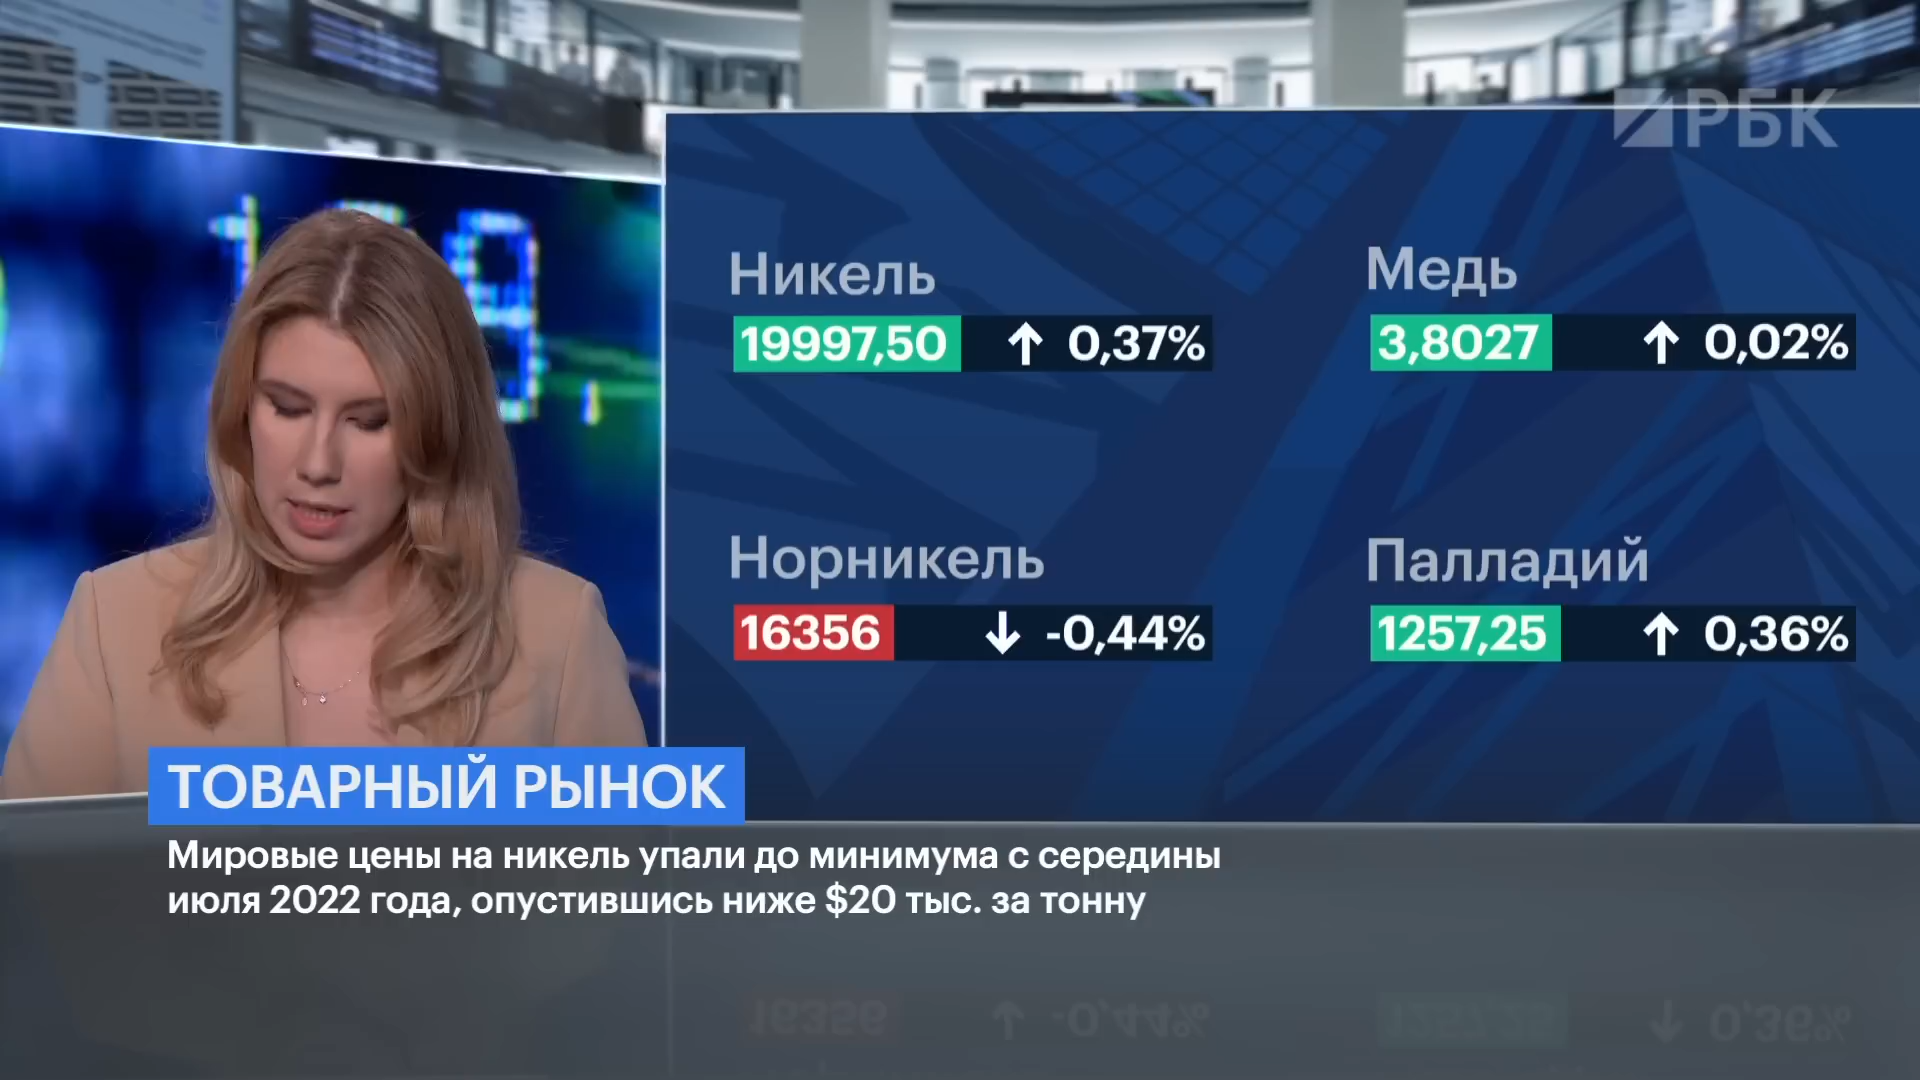 РБК
Никель
19997,50 ↑ 0,37%
Медь
3,8027 ↑ 0,02%
Норникель
16356 ↓ -0,44%
Палладий
1257,25 ↑ 0,36%
ТОВАРНЫЙ РЫНОК
Мировые цены на никель упали до минимума с середины
июля 2022 года, опустившись ниже $20 тыс. за тонну